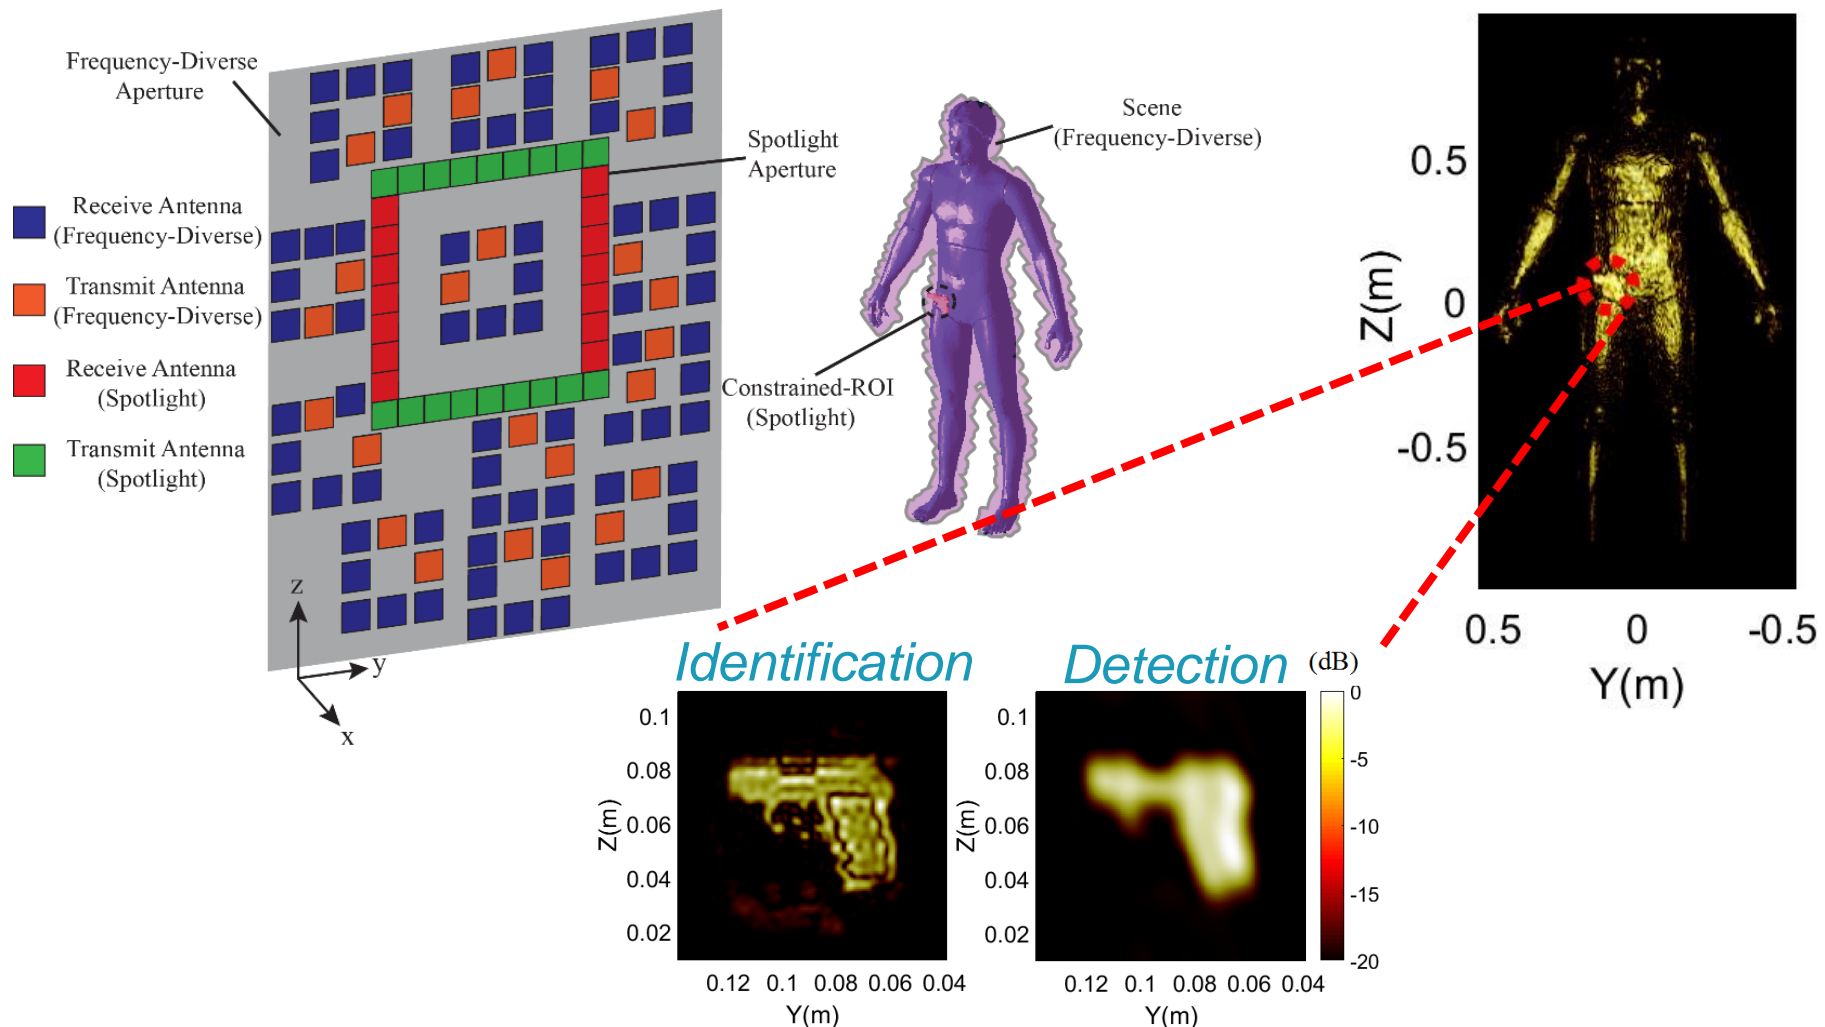 Frequency-Diverse
Aperture
Receive Antenna
(Frequency-Diverse)
Transmit Antenna
(Frequency-Diverse)
Receive Antenna
(Spotlight)
Transmit Antenna
(Spotlight)
z
y
x
Spotlight
Aperture
Scene
(Frequency-Diverse)
Constrained-ROI
(Spotlight)
Z(m)
0.5
0
-0.5
0.5 0 -0.5
Y(m)
Identification
Z(m)
0.1
0.08
0.06
0.04
0.02
0.12 0.1 0.08 0.06 0.04
Y(m)
Detection
Z(m)
0.1
0.08
0.06
0.04
0.02
0.12 0.1 0.08 0.06 0.04
Y(m)
(dB)
0
-5
-10
-15
-20